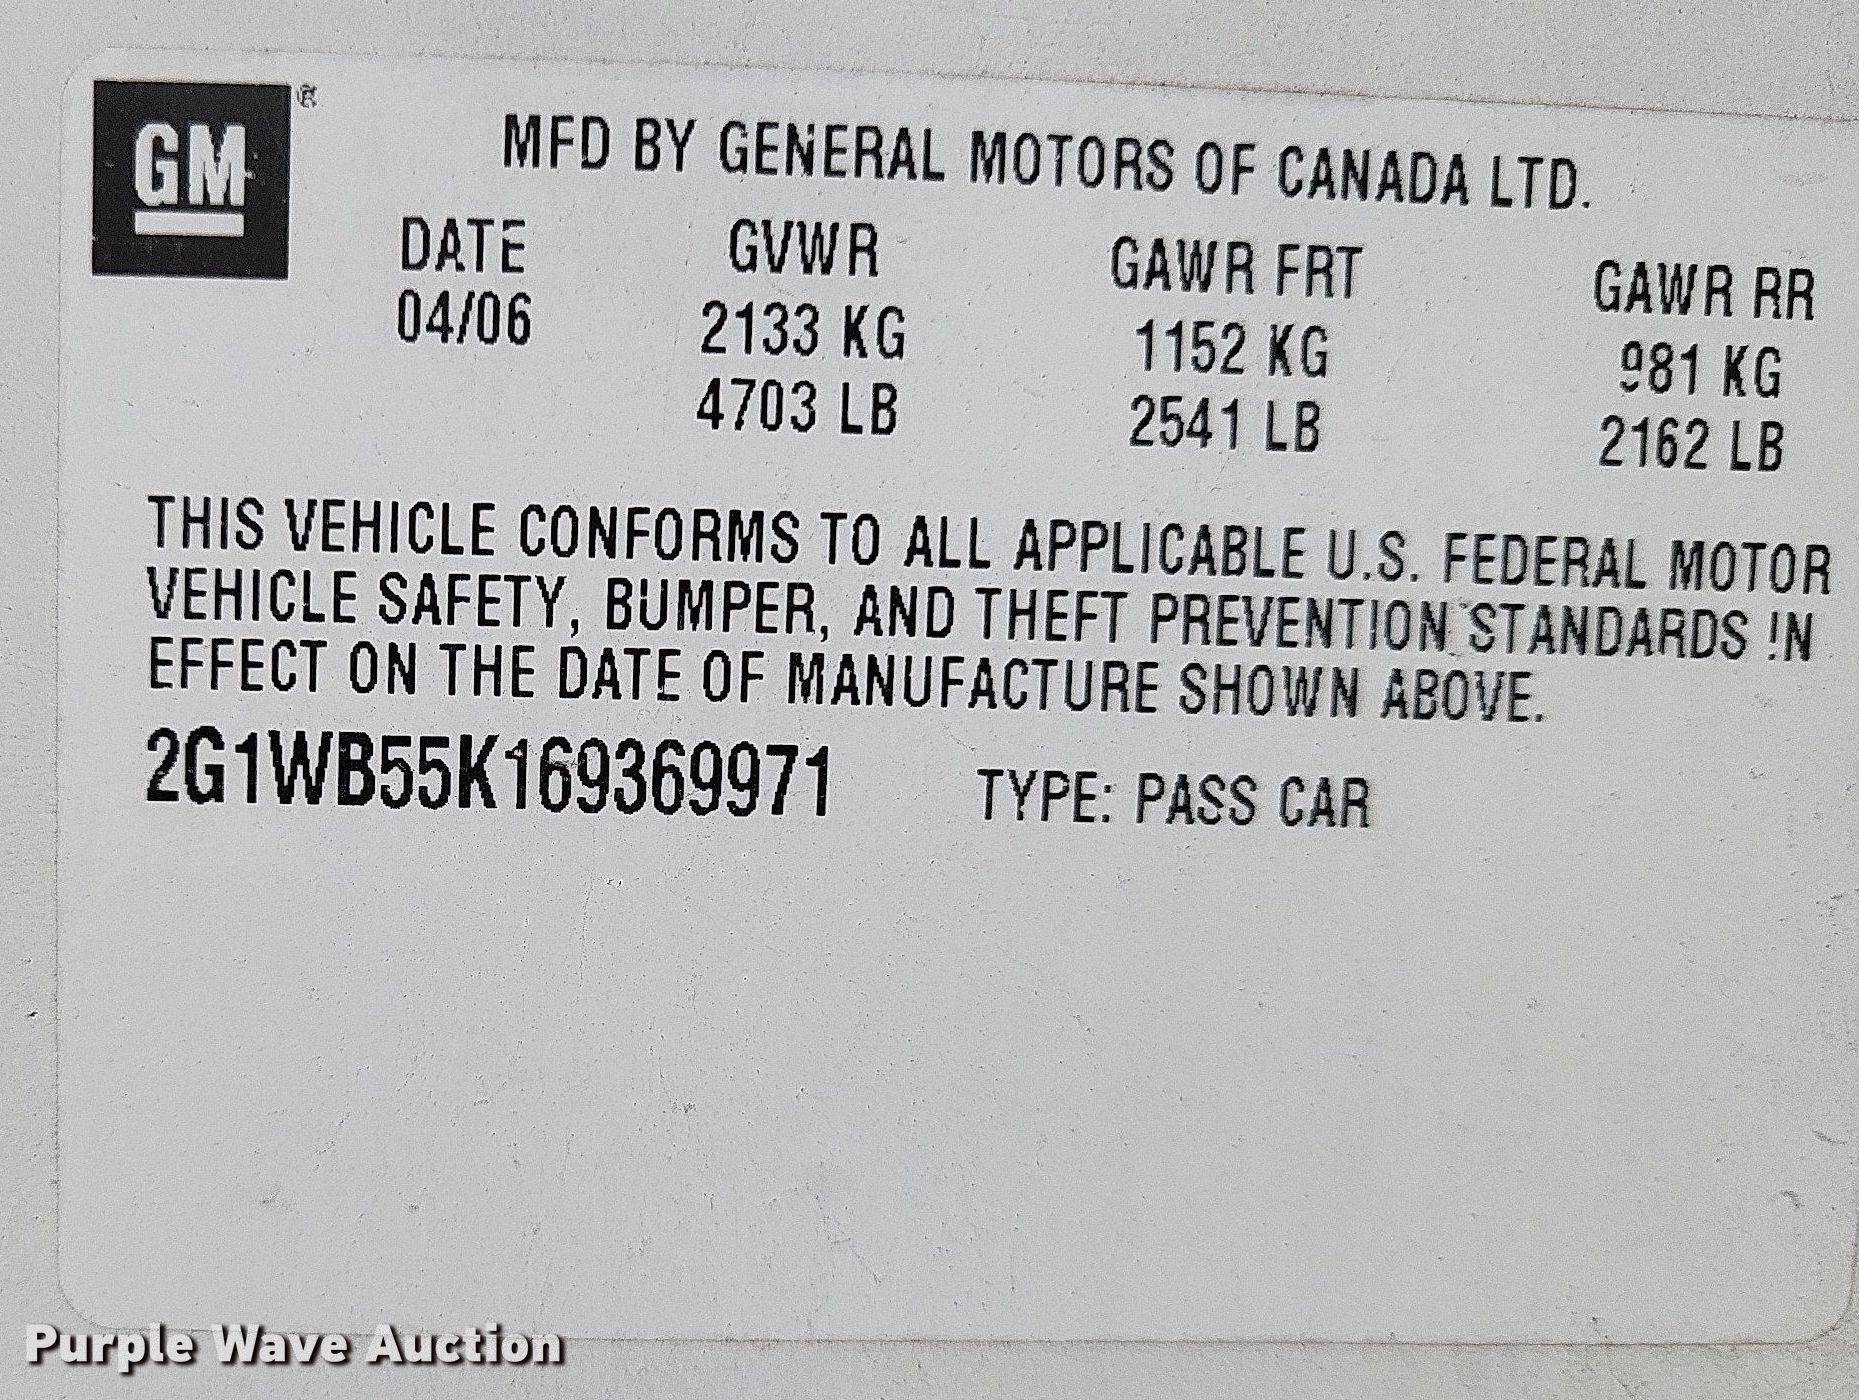 GM®
MFD BY GENERAL MOTORS OF CANADA LTD.
DATE GVWR GAWR FRT GAWR RR
04/06 2133 KG 1152 KG 981 KG
4703 LB 2541 LB 2162 LB
THIS VEHICLE CONFORMS TO ALL APPLICABLE U.S. FEDERAL MOTOR
VEHICLE SAFETY, BUMPER, AND THEFT PREVENTION STANDARDS IN
EFFECT ON THE DATE OF MANUFACTURE SHOWN ABOVE.
2G1WB55K169369971 TYPE: PASS CAR
Purple Wave Auction